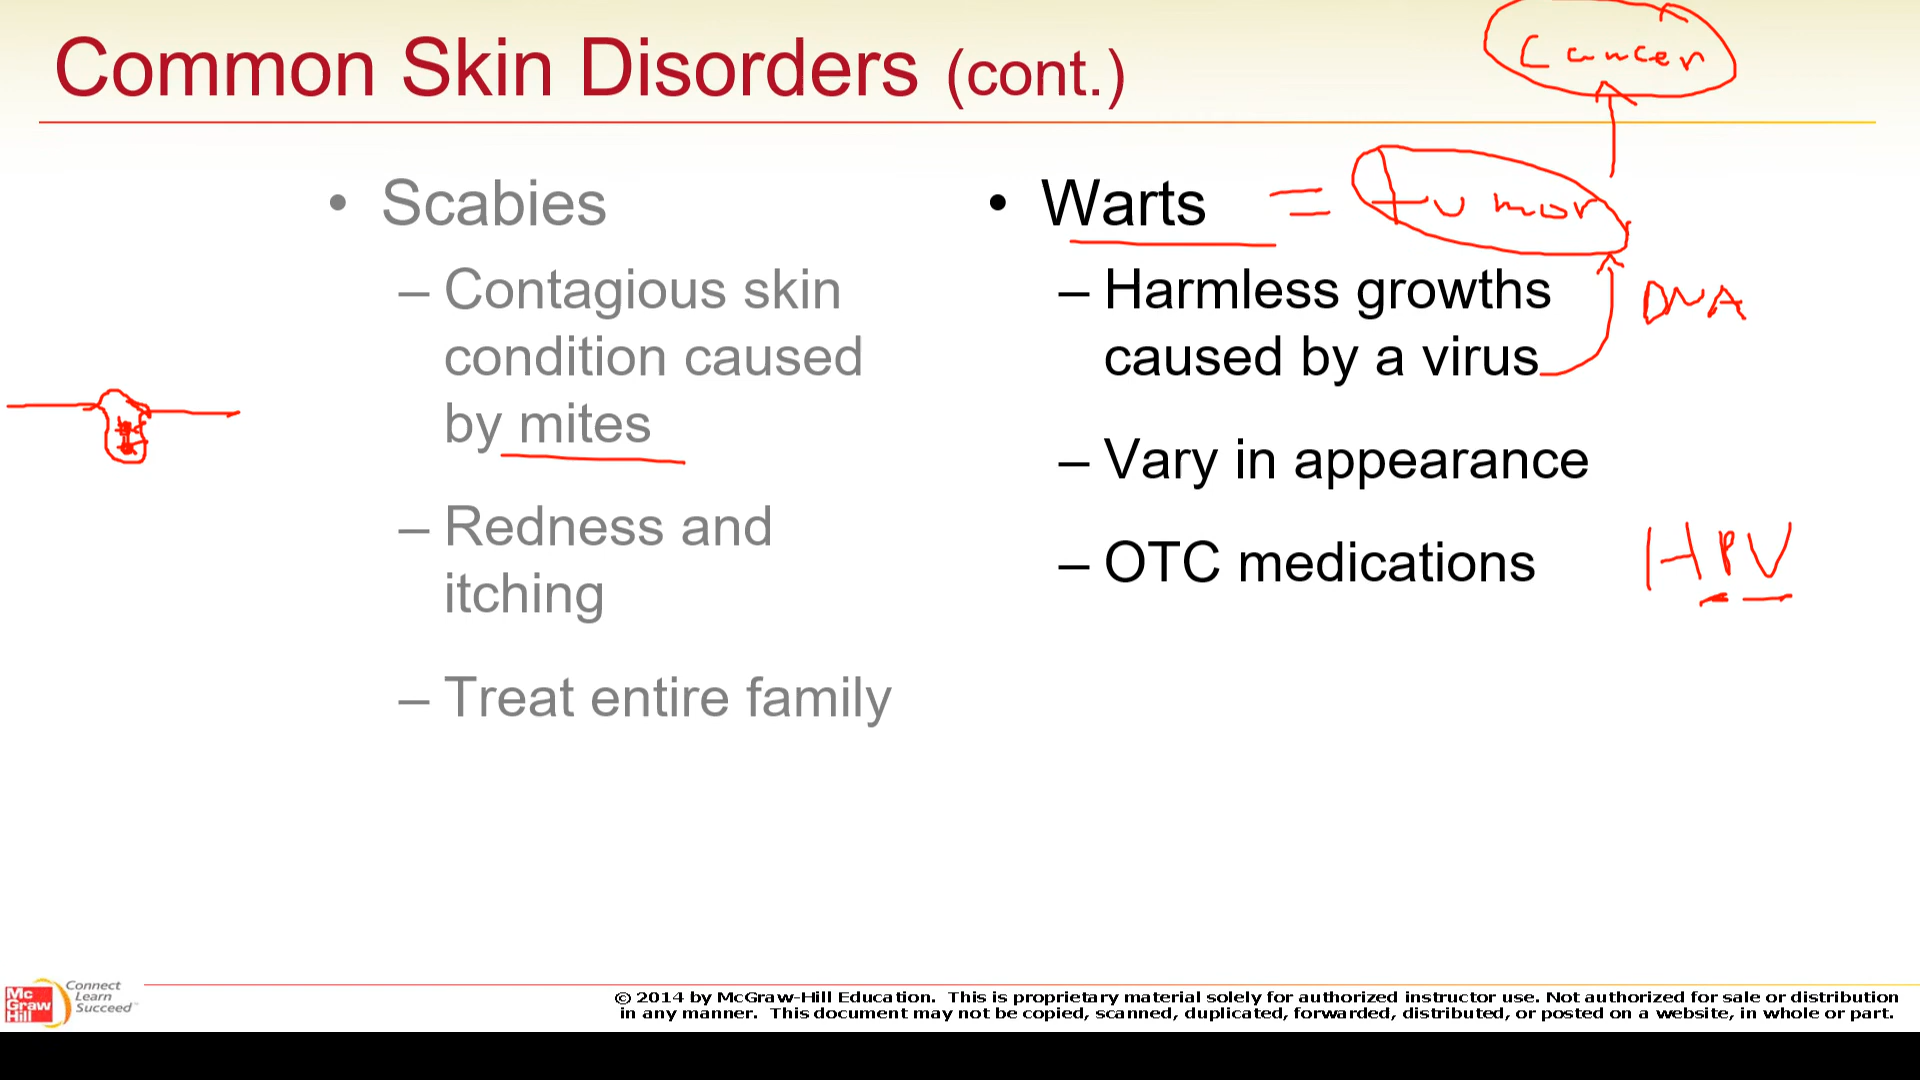 Common Skin Disorders (cont.)
Cancer
• Scabies
– Contagious skin
condition caused
by mites
– Redness and
itching
– Treat entire family
• Warts = tumor
– Harmless growths
caused by a virus
DNA
– Vary in appearance
– OTC medications
HPV
Mc
Graw
Hill
Connect
Learn
Succeed™
© 2014 by McGraw-Hill Education. This is proprietary material solely for authorized instructor use. Not authorized for sale or distribution
in any manner. This document may not be copied, scanned, duplicated, forwarded, distributed, or posted on a website, in whole or part.